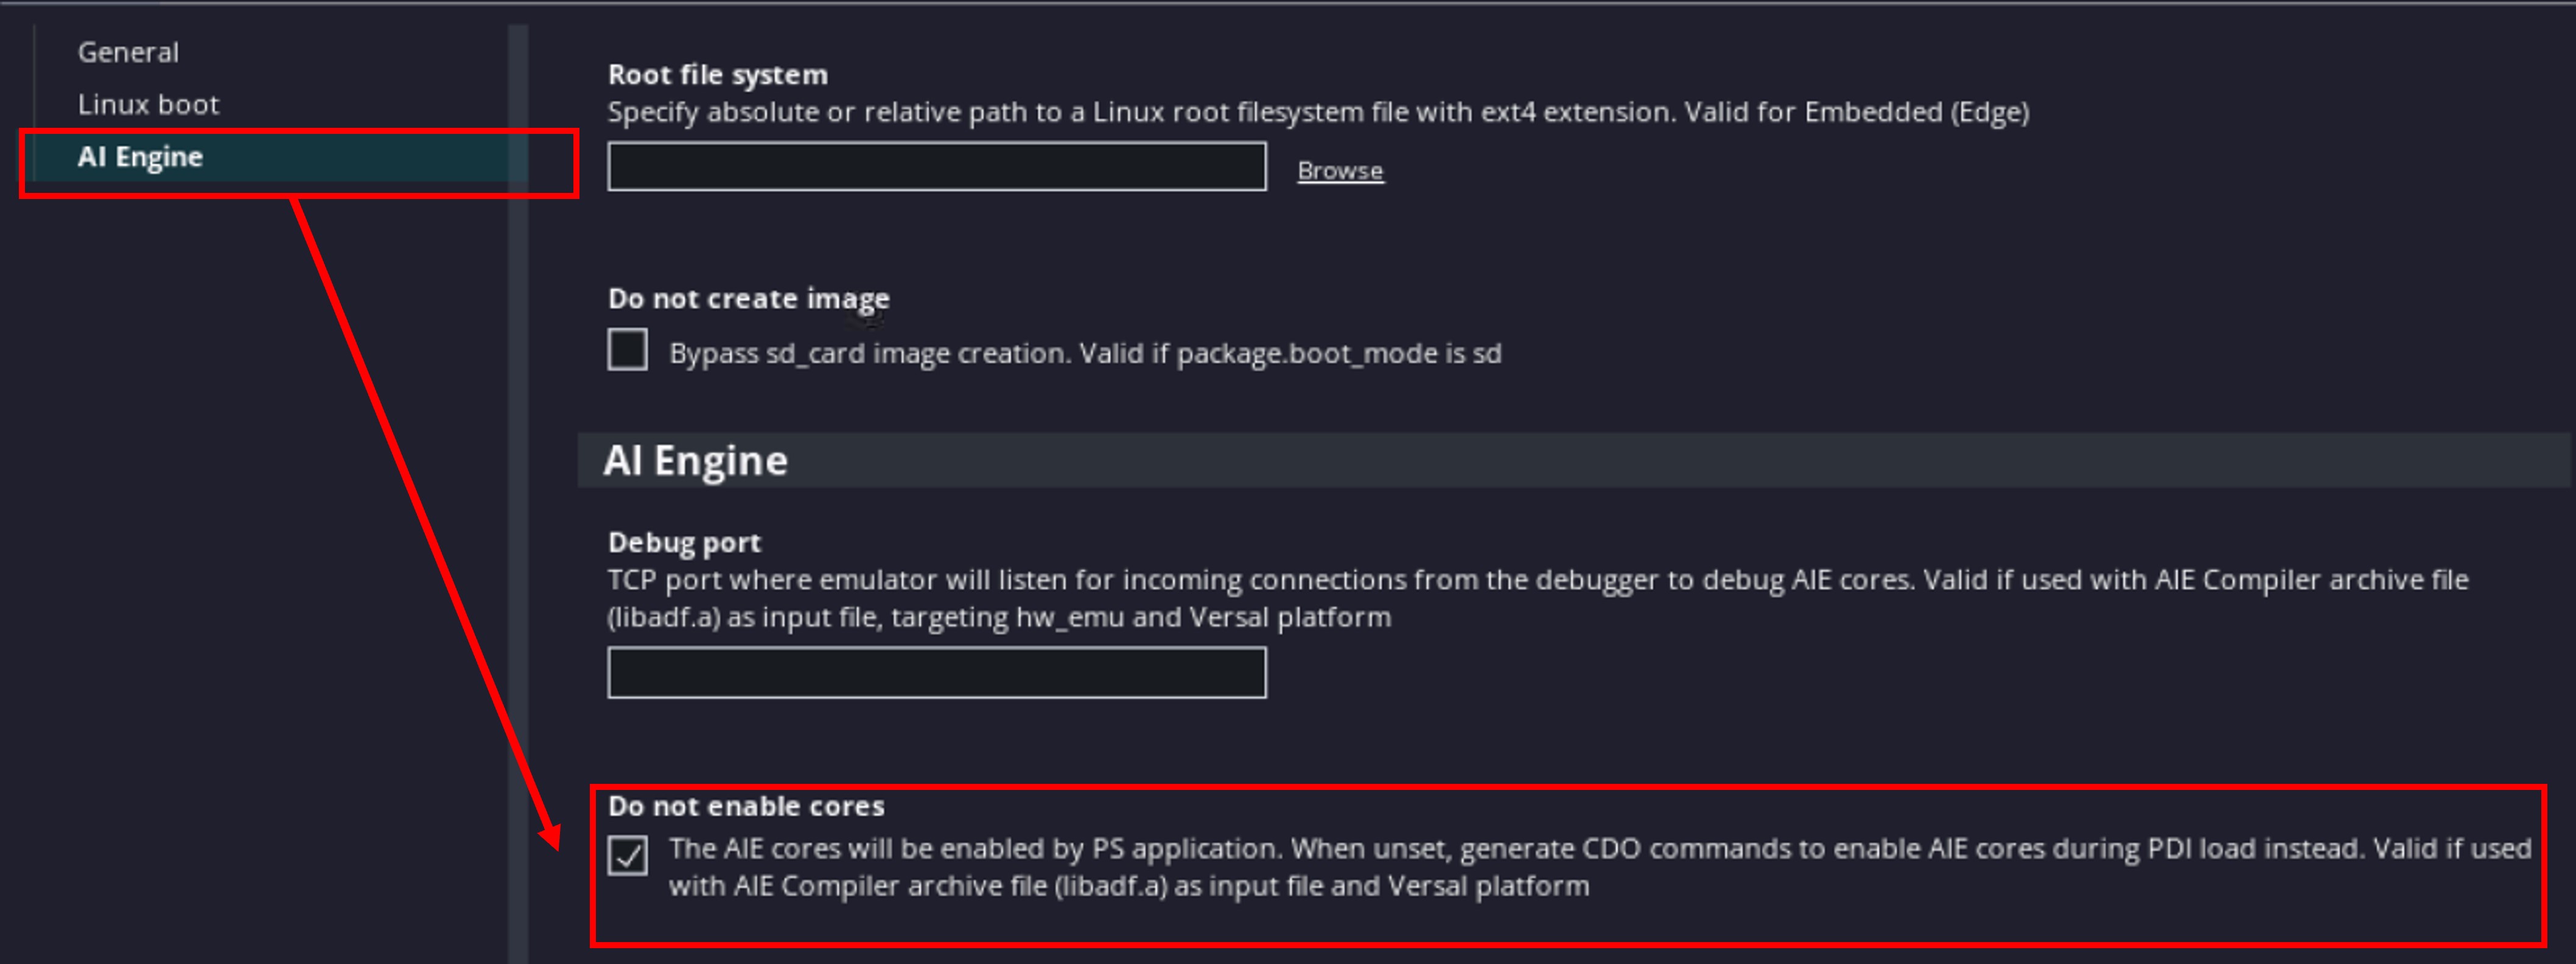 General
Linux boot
AI Engine
Root file system
Specify absolute or relative path to a Linux root filesystem file with ext4 extension. Valid for Embedded (Edge)
Browse
Do not create image
Bypass sd_card image creation. Valid if package.boot_mode is sd
AI Engine
Debug port
TCP port where emulator will listen for incoming connections from the debugger to debug AIE cores. Valid if used with AIE Compiler archive file
(libadf.a) as input file, targeting hw_emu and Versal platform
Do not enable cores
The AIE cores will be enabled by PS application. When unset, generate CDO commands to enable AIE cores during PDI load instead. Valid if used
with AIE Compiler archive file (libadf.a) as input file and Versal platform